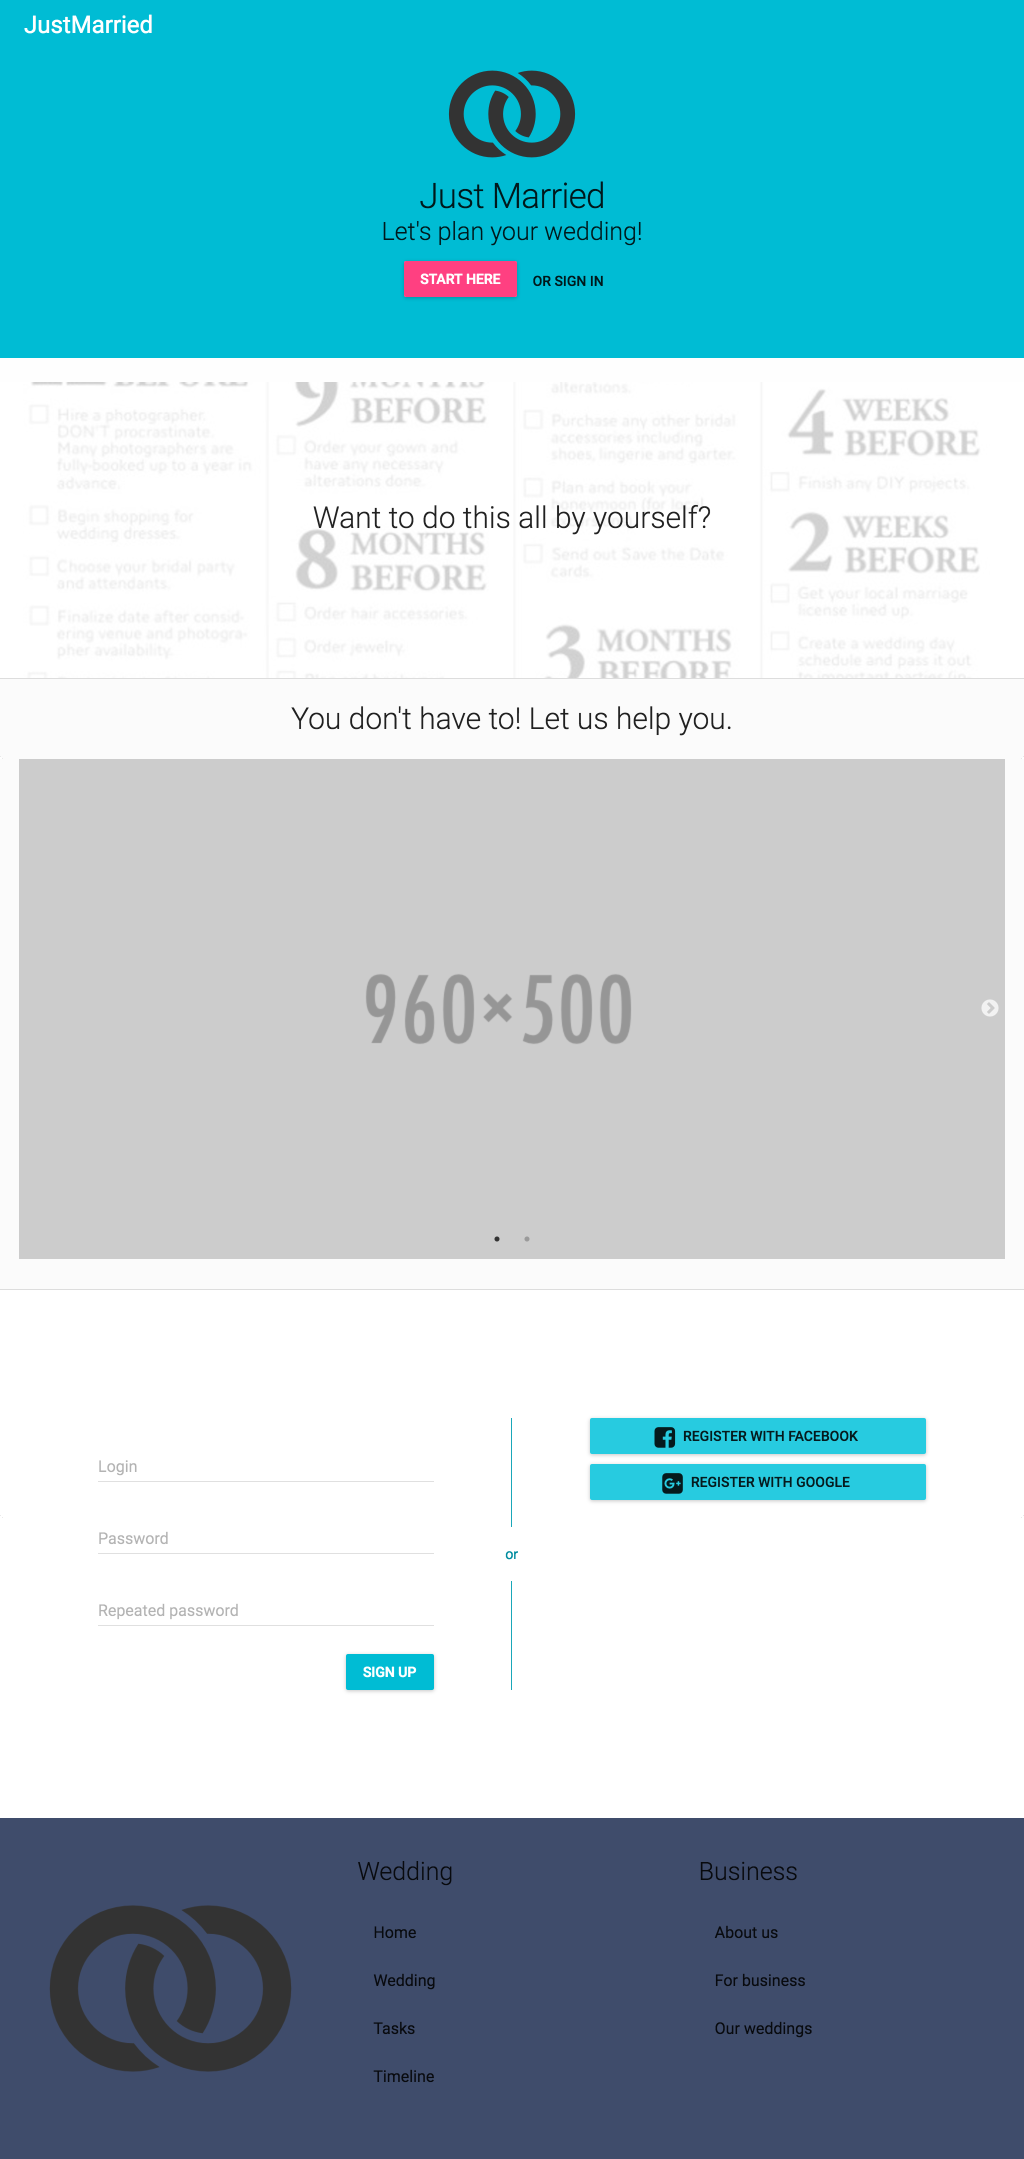 JustMarried
Just Married
Let's plan your wedding!
START HERE
OR SIGN IN
BEFORE
Hire a photographer.
DON'T procrastinate.
Many photographers are
fully-booked up to a year in
advance.
Begin shopping for
wedding dresses.
Choose your bridal party
and attendants.
Finalize date after consid-
ering venue and photogra-
pher availability.
9 MONTHS
BEFORE
Order your gown and
have any necessary
alterations done.
8 MONTHS
BEFORE
Order hair accessories.
Order jewelry.
alterations.
Purchase any other bridal
accessories including
shoes, lingerie and garter.
Plan and book your
honeymoon (for local
Send out Save the Date
cards.
3 MONTHS
BEFORE
4 WEEKS
BEFORE
Finish any DIY projects.
2 WEEKS
BEFORE
Get your local marriage
license lined up.
Create a wedding day
schedule and pass it out
to important parties
Want to do this all by yourself?
You don't have to! Let us help you.
960×500
Login
Password
Repeated password
SIGN UP
or
REGISTER WITH FACEBOOK
REGISTER WITH GOOGLE
Wedding
Home
Wedding
Tasks
Timeline
Business
About us
For business
Our weddings